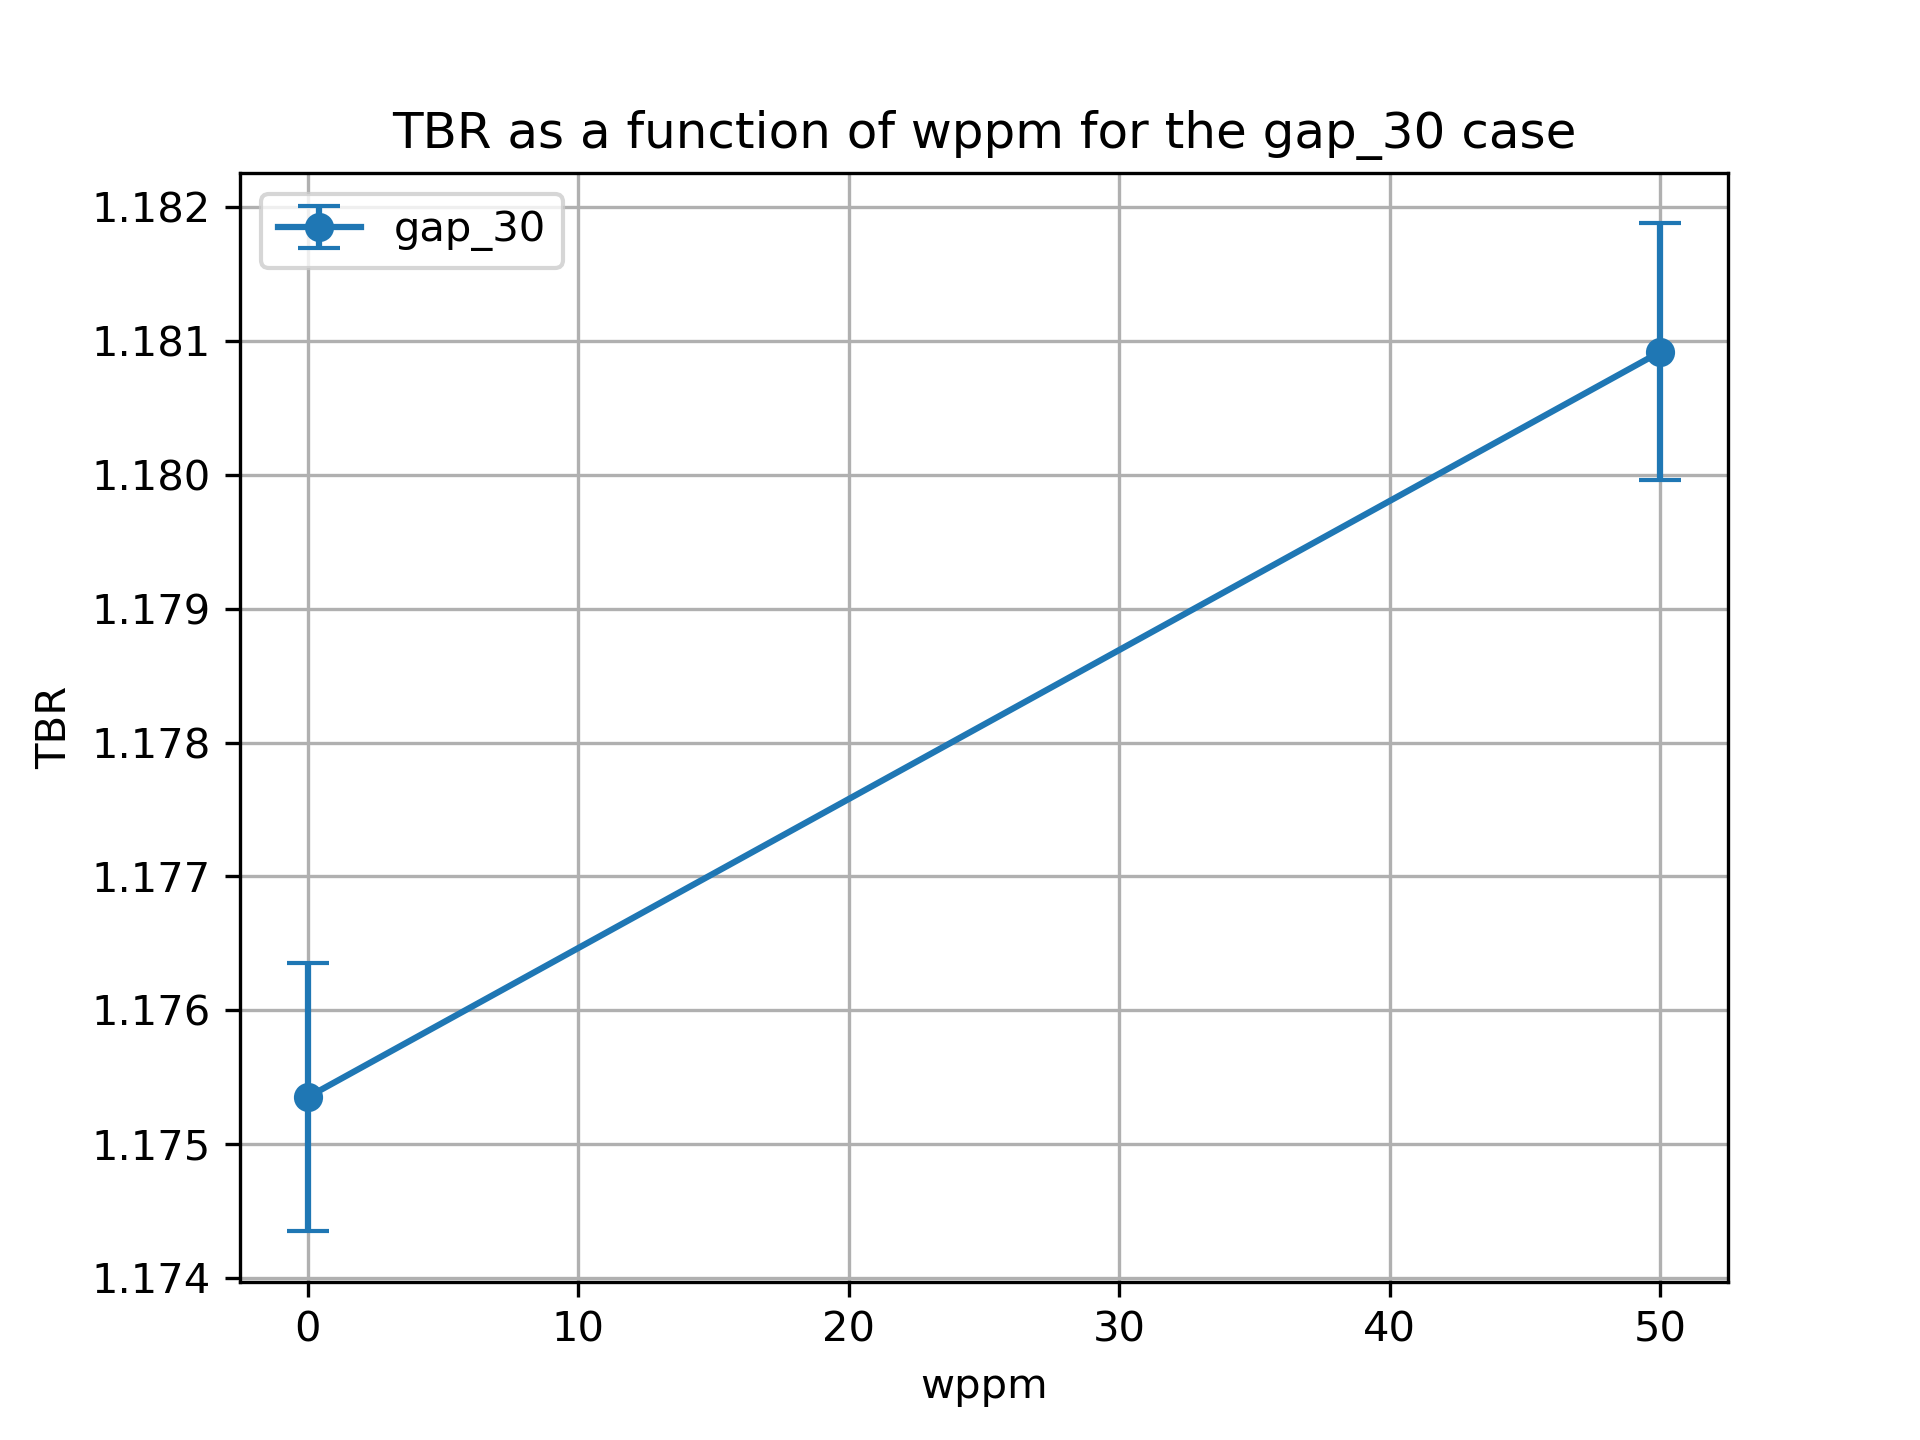 TBR as a function of wppm for the gap_30 case
gap_30
1.182
1.181
1.180
1.179
1.178
1.177
1.176
1.175
1.174
TBR
0 10 20 30 40 50
wppm